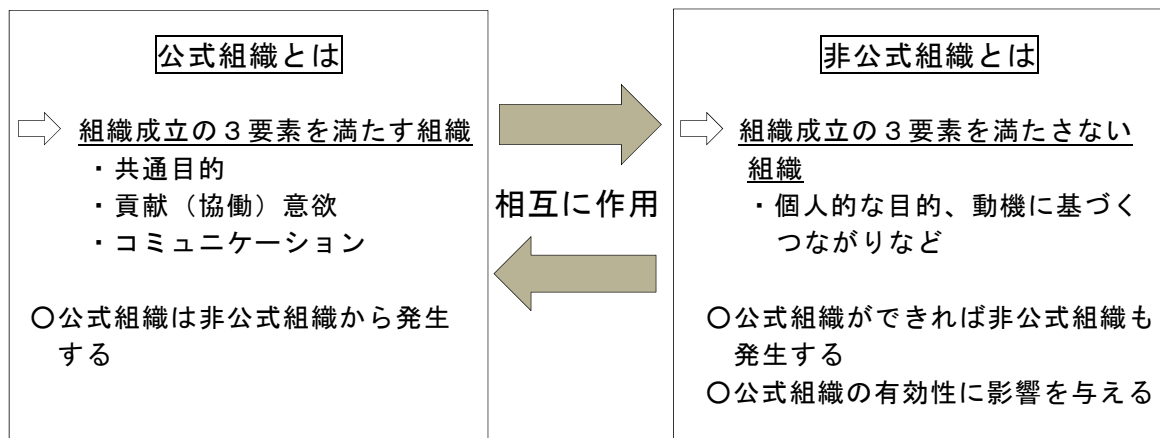 公式組織とは
組織成立の３要素を満たす組織
・共通目的
・貢献（協働）意欲
・コミュニケーション
〇公式組織は非公式組織から発生
する
相互に作用
非公式組織とは
組織成立の３要素を満たさない
組織
・個人的な目的、動機に基づく
つながりなど
〇公式組織ができれば非公式組織も
発生する
〇公式組織の有効性に影響を与える